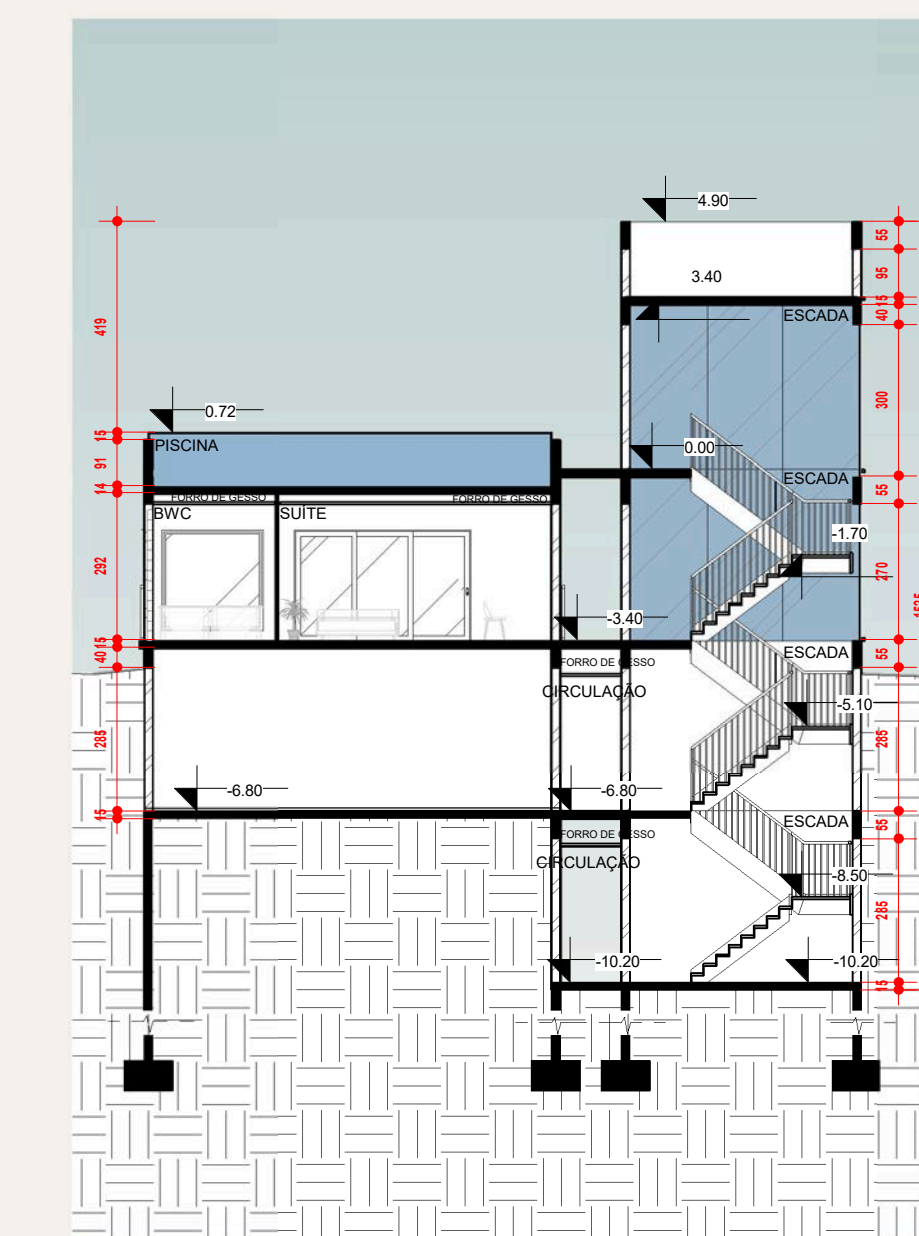 4.90
55
95
3.40
15
40
ESCADA
419
300
0.72
15
PISCINA
0.00
91
ESCADA
14
FORRO DE GESSO
FORRO DE GESSO
55
BWC
SUÍTE
-1.70
292
270
-3.40
15
40
ESCADA
55
FORRO DE GESSO
CIRCULAÇÃO
-5.10
285
285
-6.80
-6.80
15
ESCADA
55
FORRO DE GESSO
CIRCULAÇÃO
-8.50
285
-10.20
-10.20
15